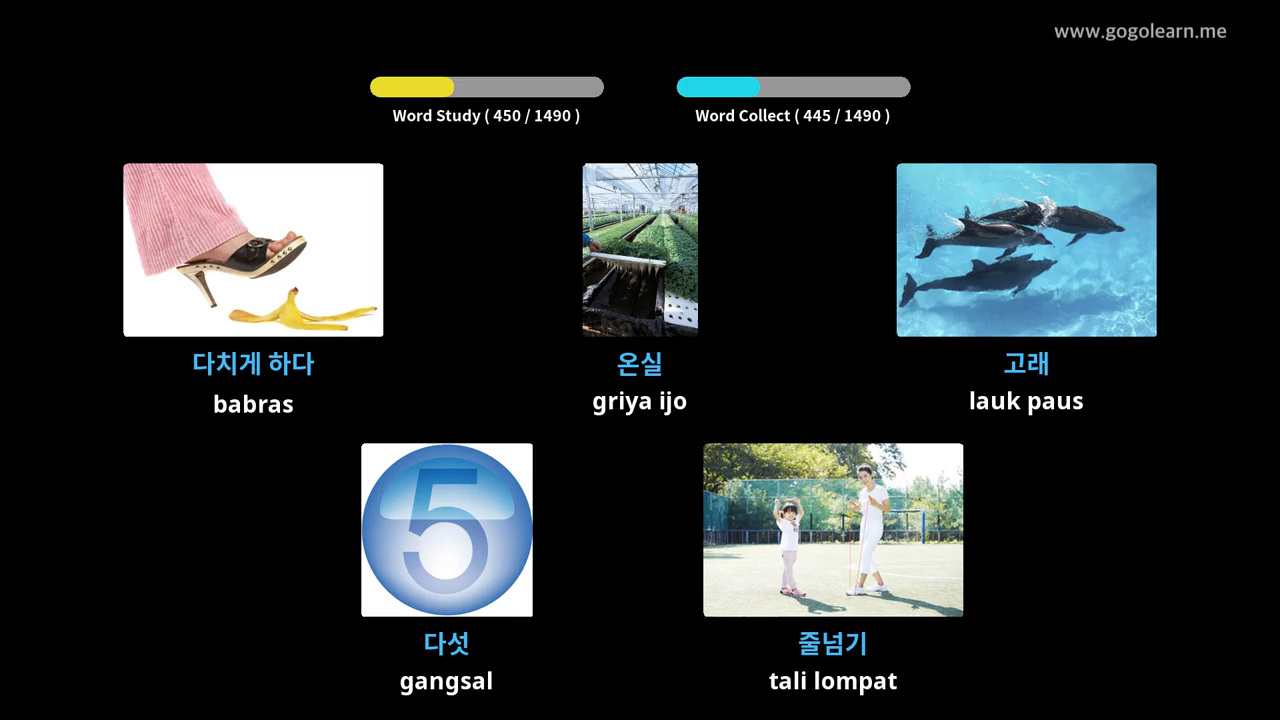 www.gogolearn.me
Word Study ( 450 / 1490 )
Word Collect ( 445 / 1490 )
다치게 하다
babras
온실
griya ijo
고래
lauk paus
5
다섯
gangsal
줄넘기
tali lompat